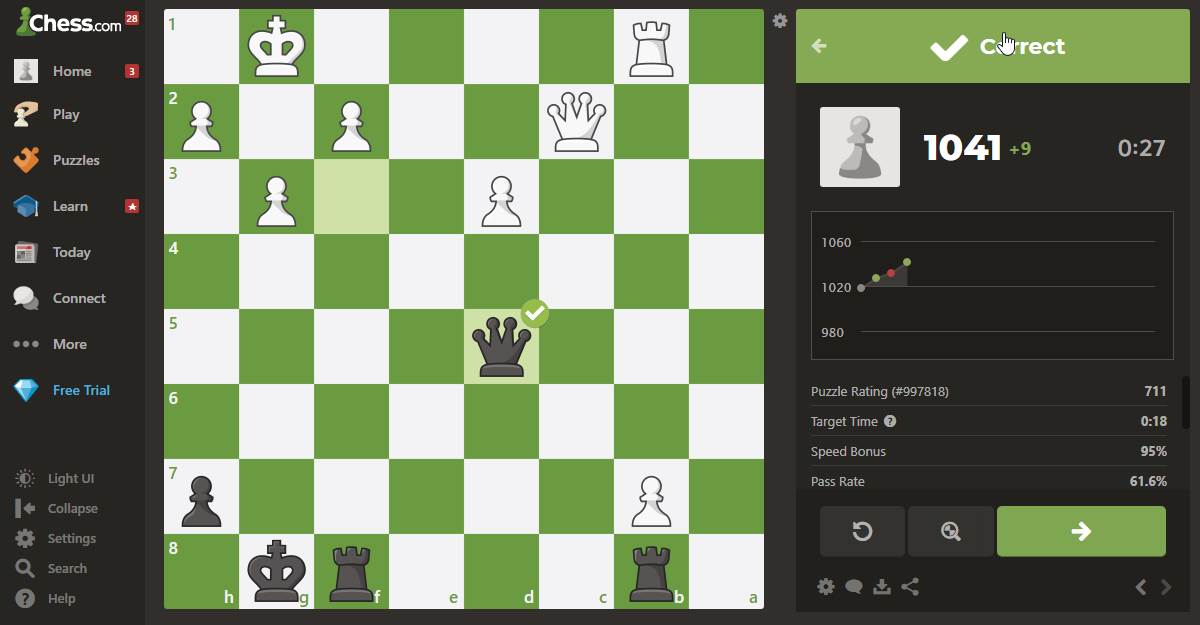 Chess.com 28
Home 3
Play
Puzzles
Learn
Today
Connect
More
Free Trial
Light UI
Collapse
Settings
Search
Help
1
2
3
4
5
6
7
8
h g f e d c b a
Correct
1041 +9 0:27
1060
1020
980
Puzzle Rating (#997818) 711
Target Time ? 0:18
Speed Bonus 95%
Pass Rate 61.6%